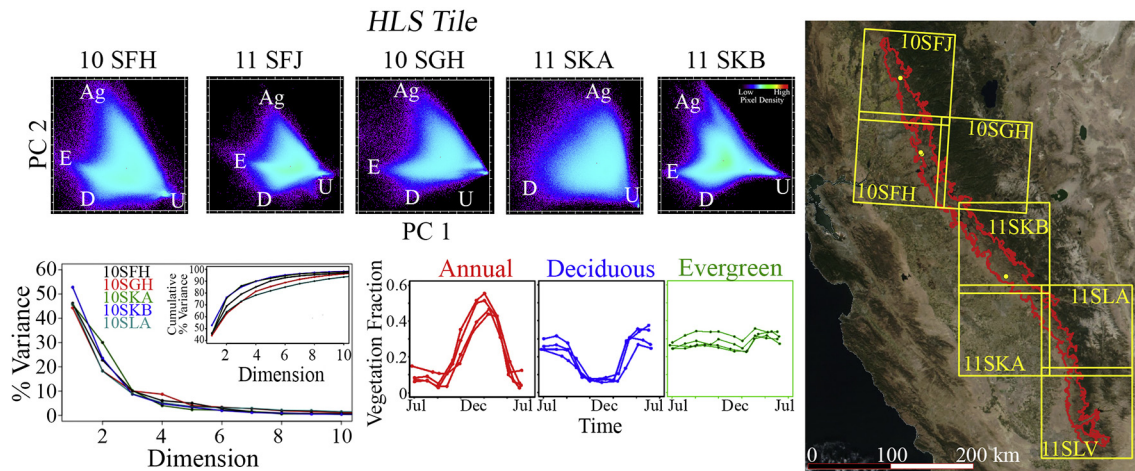 HLS Tile
10 SFH 11 SFJ 10 SGH 11 SKA 11 SKB
Ag Ag Ag Ag Ag
Low High
Pixel Density
PC 2
E E E E E
D D D D D
U U U U U
PC 1
60
50
40
30
20
10
0
% Variance
2 4 6 8 10
Dimension
10SFH
10SGH
10SKA
10SKB
10SLA
100
90
80
70
60
50
40
Cumulative
% Variance
2 4 6 8 10
Dimension
Annual Deciduous Evergreen
Vegetation Fraction
0.6
0.4
0.2
0
Jul Dec Jul Dec Jul Dec Jul
Time
10SFJ
10SGH
10SFH
11SKB
11SLA
11SKA
11SLV
0 100 200 km